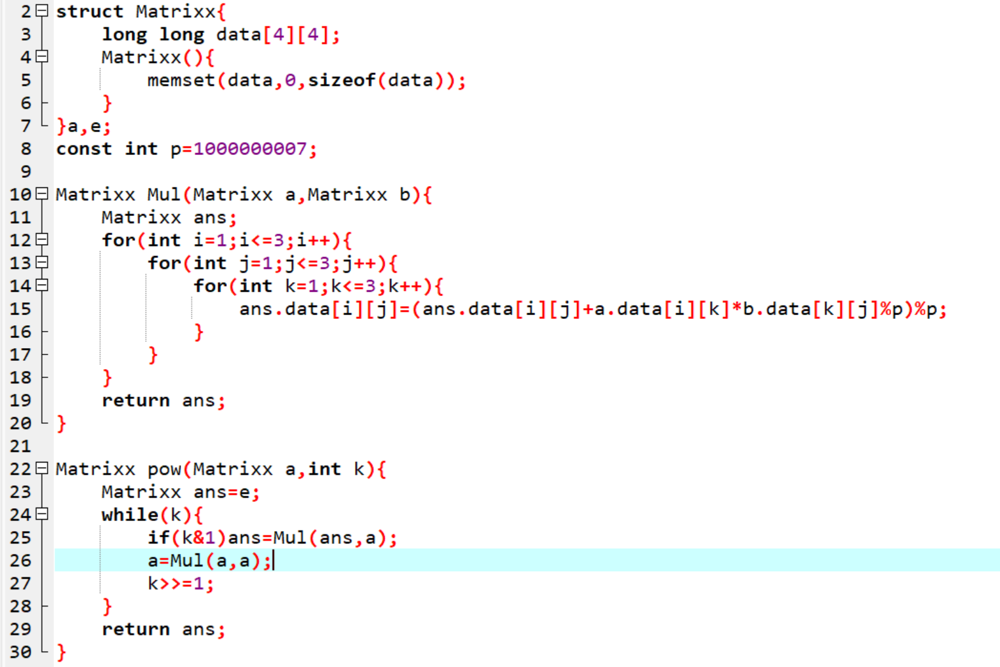 2 struct Matrixx{
3     long long data[4][4];
4     Matrixx(){
5         memset(data,0,sizeof(data));
6     }
7 }a,e;
8 const int p=1000000007;
9
10 Matrixx Mul(Matrixx a,Matrixx b){
11     Matrixx ans;
12     for(int i=1;i<=3;i++){
13         for(int j=1;j<=3;j++){
14             for(int k=1;k<=3;k++){
15                 ans.data[i][j]=(ans.data[i][j]+a.data[i][k]*b.data[k][j]%p)%p;
16             }
17         }
18     }
19     return ans;
20 }
21
22 Matrixx pow(Matrixx a,int k){
23     Matrixx ans=e;
24     while(k){
25         if(k&1)ans=Mul(ans,a);
26         a=Mul(a,a);
27         k>>=1;
28     }
29     return ans;
30 }